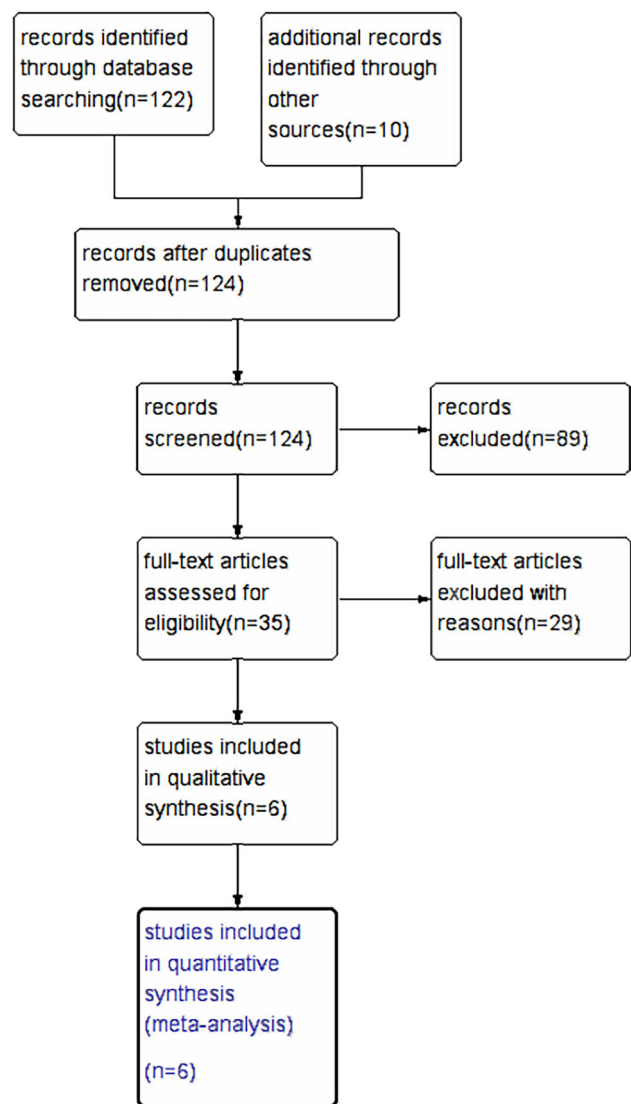 records identified
through database
searching(n=122)
additional records
identified through
other
sources(n=10)
records after duplicates
removed(n=124)
records
screened(n=124)
records
excluded(n=89)
full-text articles
assessed for
eligibility(n=35)
full-text articles
excluded with
reasons(n=29)
studies included
in qualitative
synthesis(n=6)
studies included
in quantitative
synthesis
(meta-analysis)
(n=6)